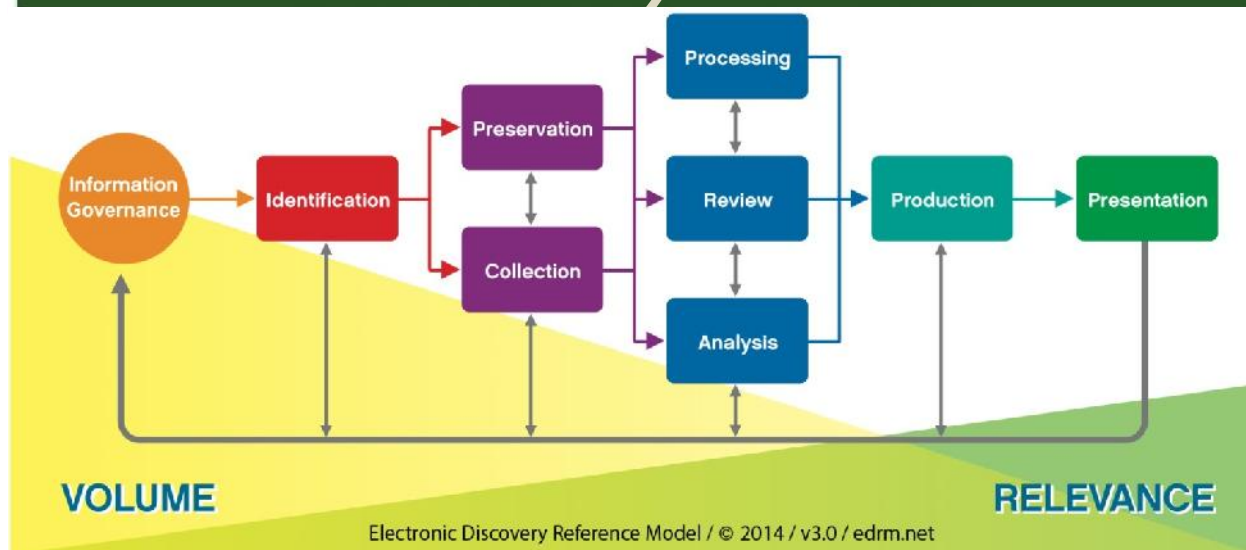 Information
Governance
Identification
Preservation
Collection
Processing
Review
Analysis
Production
Presentation
VOLUME
RELEVANCE
Electronic Discovery Reference Model / © 2014 / v3.0 / edrm.net